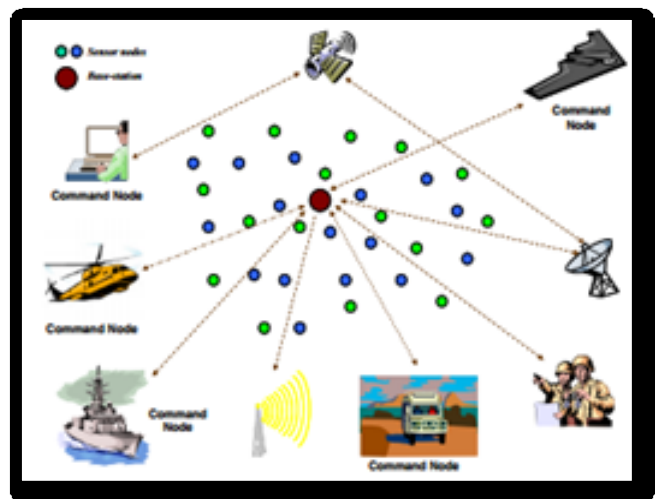 Sensor nodes
Base-station
Command
Node
Command Node
Command Node
Command
Node
Command Node